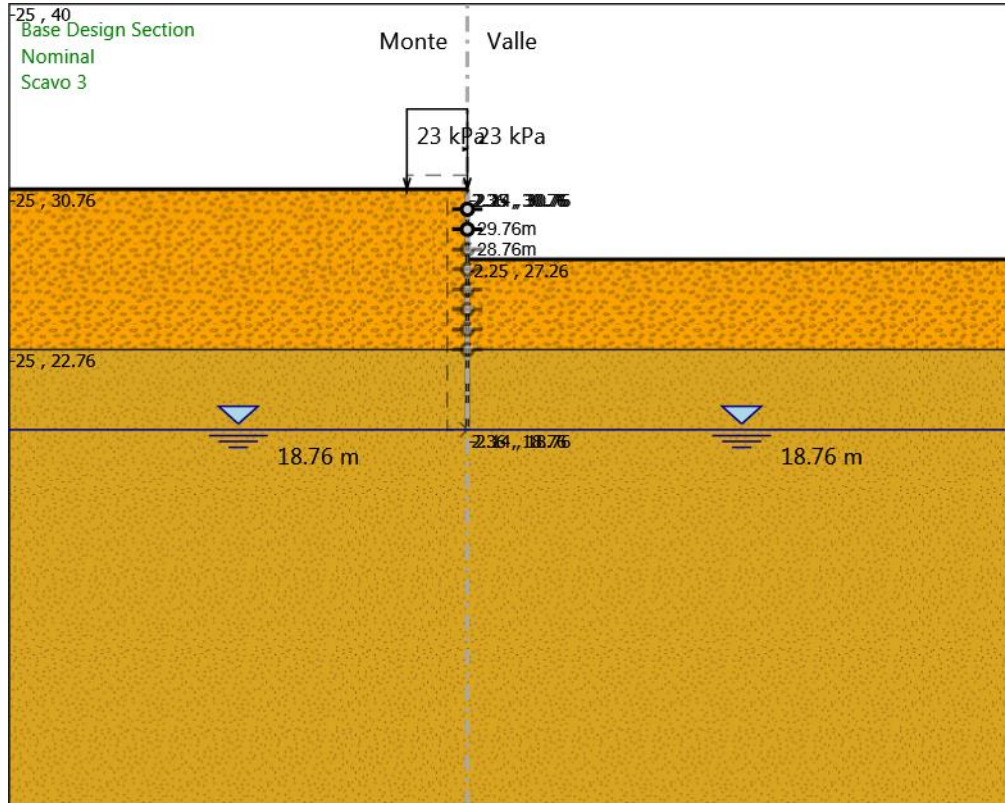 -25 , 40
Base Design Section
Nominal
Scavo 3
Monte
Valle
23 kPa
23 kPa
-25 , 30.76
29.76m
28.76m
-2.25 , 27.26
-25 , 22.76
18.76 m
18.76 m